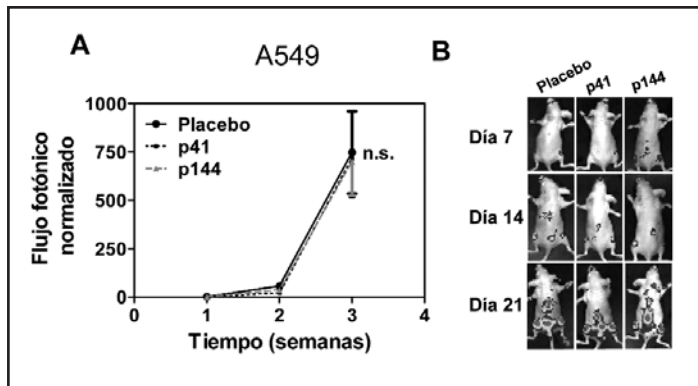 A
A549
Flujo fotónico
normalizado
1000
750
500
250
0
Placebo
p41
p144
n.s.
0 1 2 3 4
Tiempo (semanas)
B
Placebo p41 p144
Día 7
Día 14
Día 21